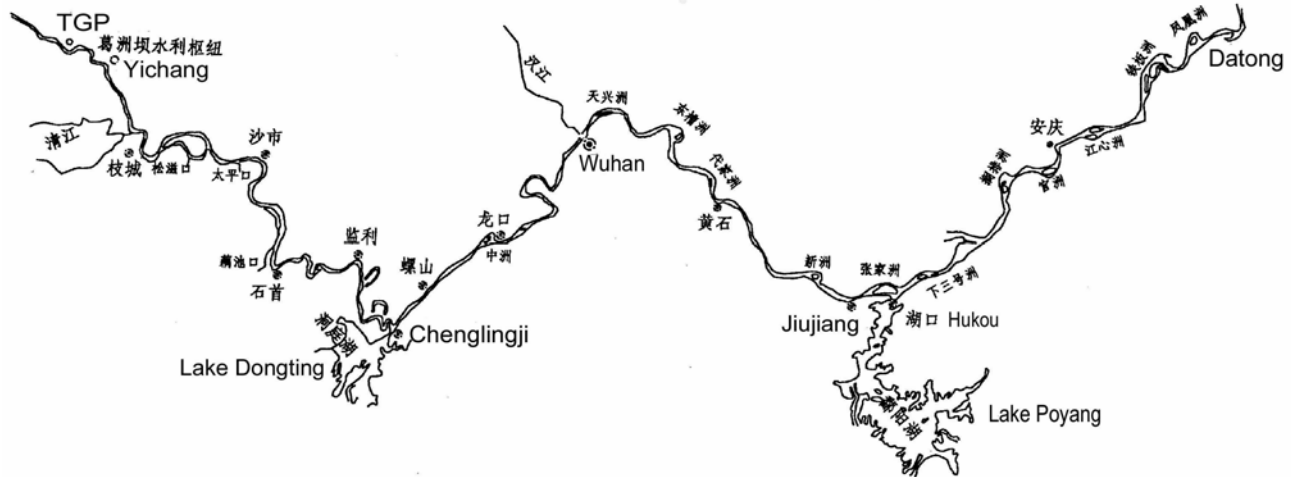 TGP
葛洲坝水利枢纽
Yichang
清江
枝城
松滋口
太平口
沙市
藕池口
石首
监利
洞庭湖
Lake Dongting
Chenglingji
螺山
龙口
中洲
汉江
天兴洲
Wuhan
东槽洲
代家洲
黄石
新洲
张家洲
Jiujiang
湖口 Hukou
下三号洲
鄱阳湖
Lake Poyang
官洲
安庆
江心洲
铁板洲
凤凰洲
Datong